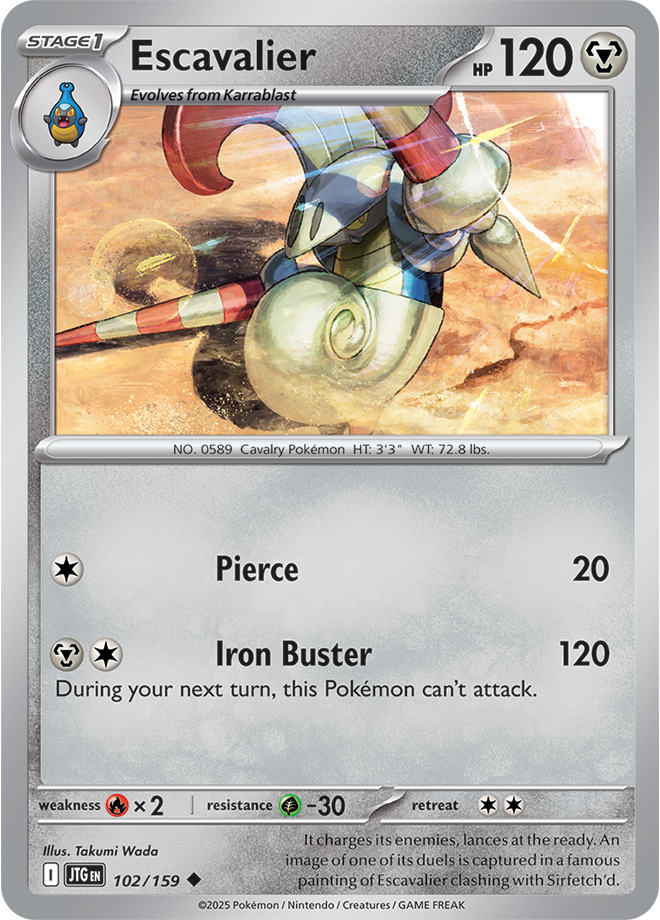 STAGE 1
Escavalier
HP 120
Evolves from Karrablast
NO. 0589 Cavalry Pokémon HT: 3'3" WT: 72.8 lbs.
Pierce 20
Iron Buster 120
During your next turn, this Pokémon can't attack.
weakness ×2 resistance -30 retreat
Illus. Takumi Wada
I JTG EN 102/159
It charges its enemies, lances at the ready. An
image of one of its duels is captured in a famous
painting of Escavalier clashing with Sirfetch'd.
©2025 Pokémon / Nintendo / Creatures / GAME FREAK